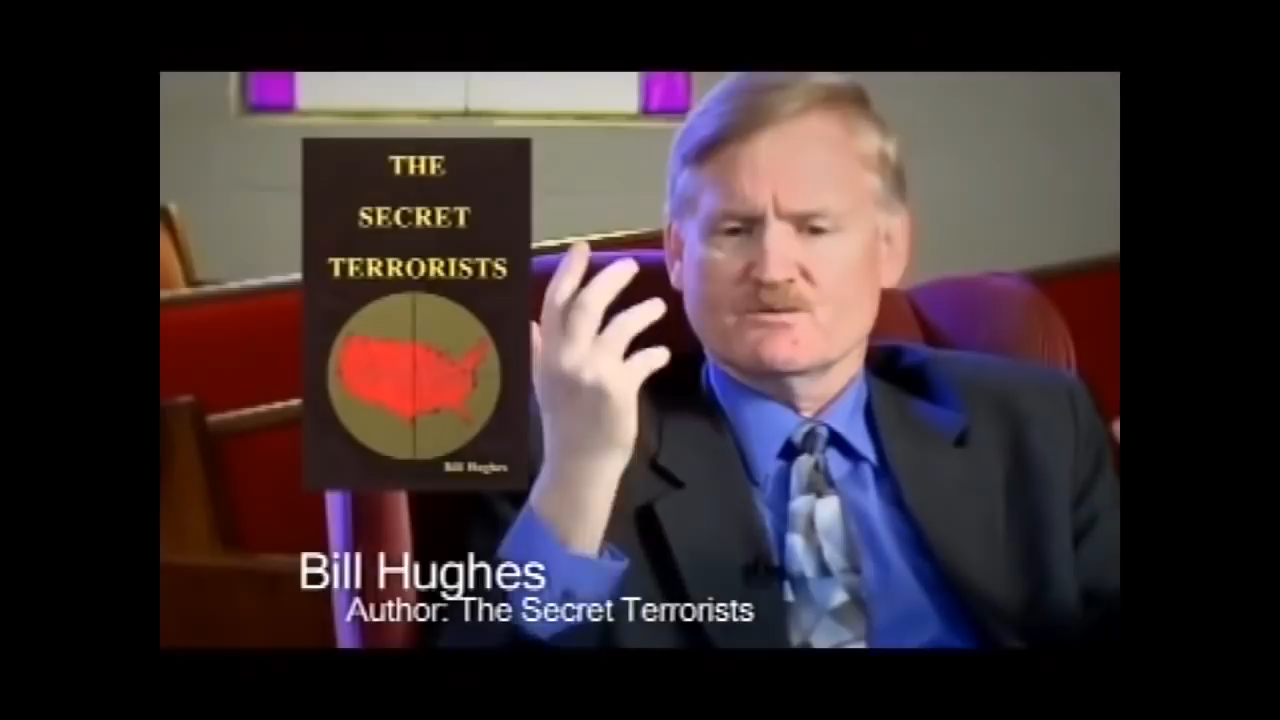 THE
SECRET
TERRORISTS
Bill Hughes
Bill Hughes
Author: The Secret Terrorists